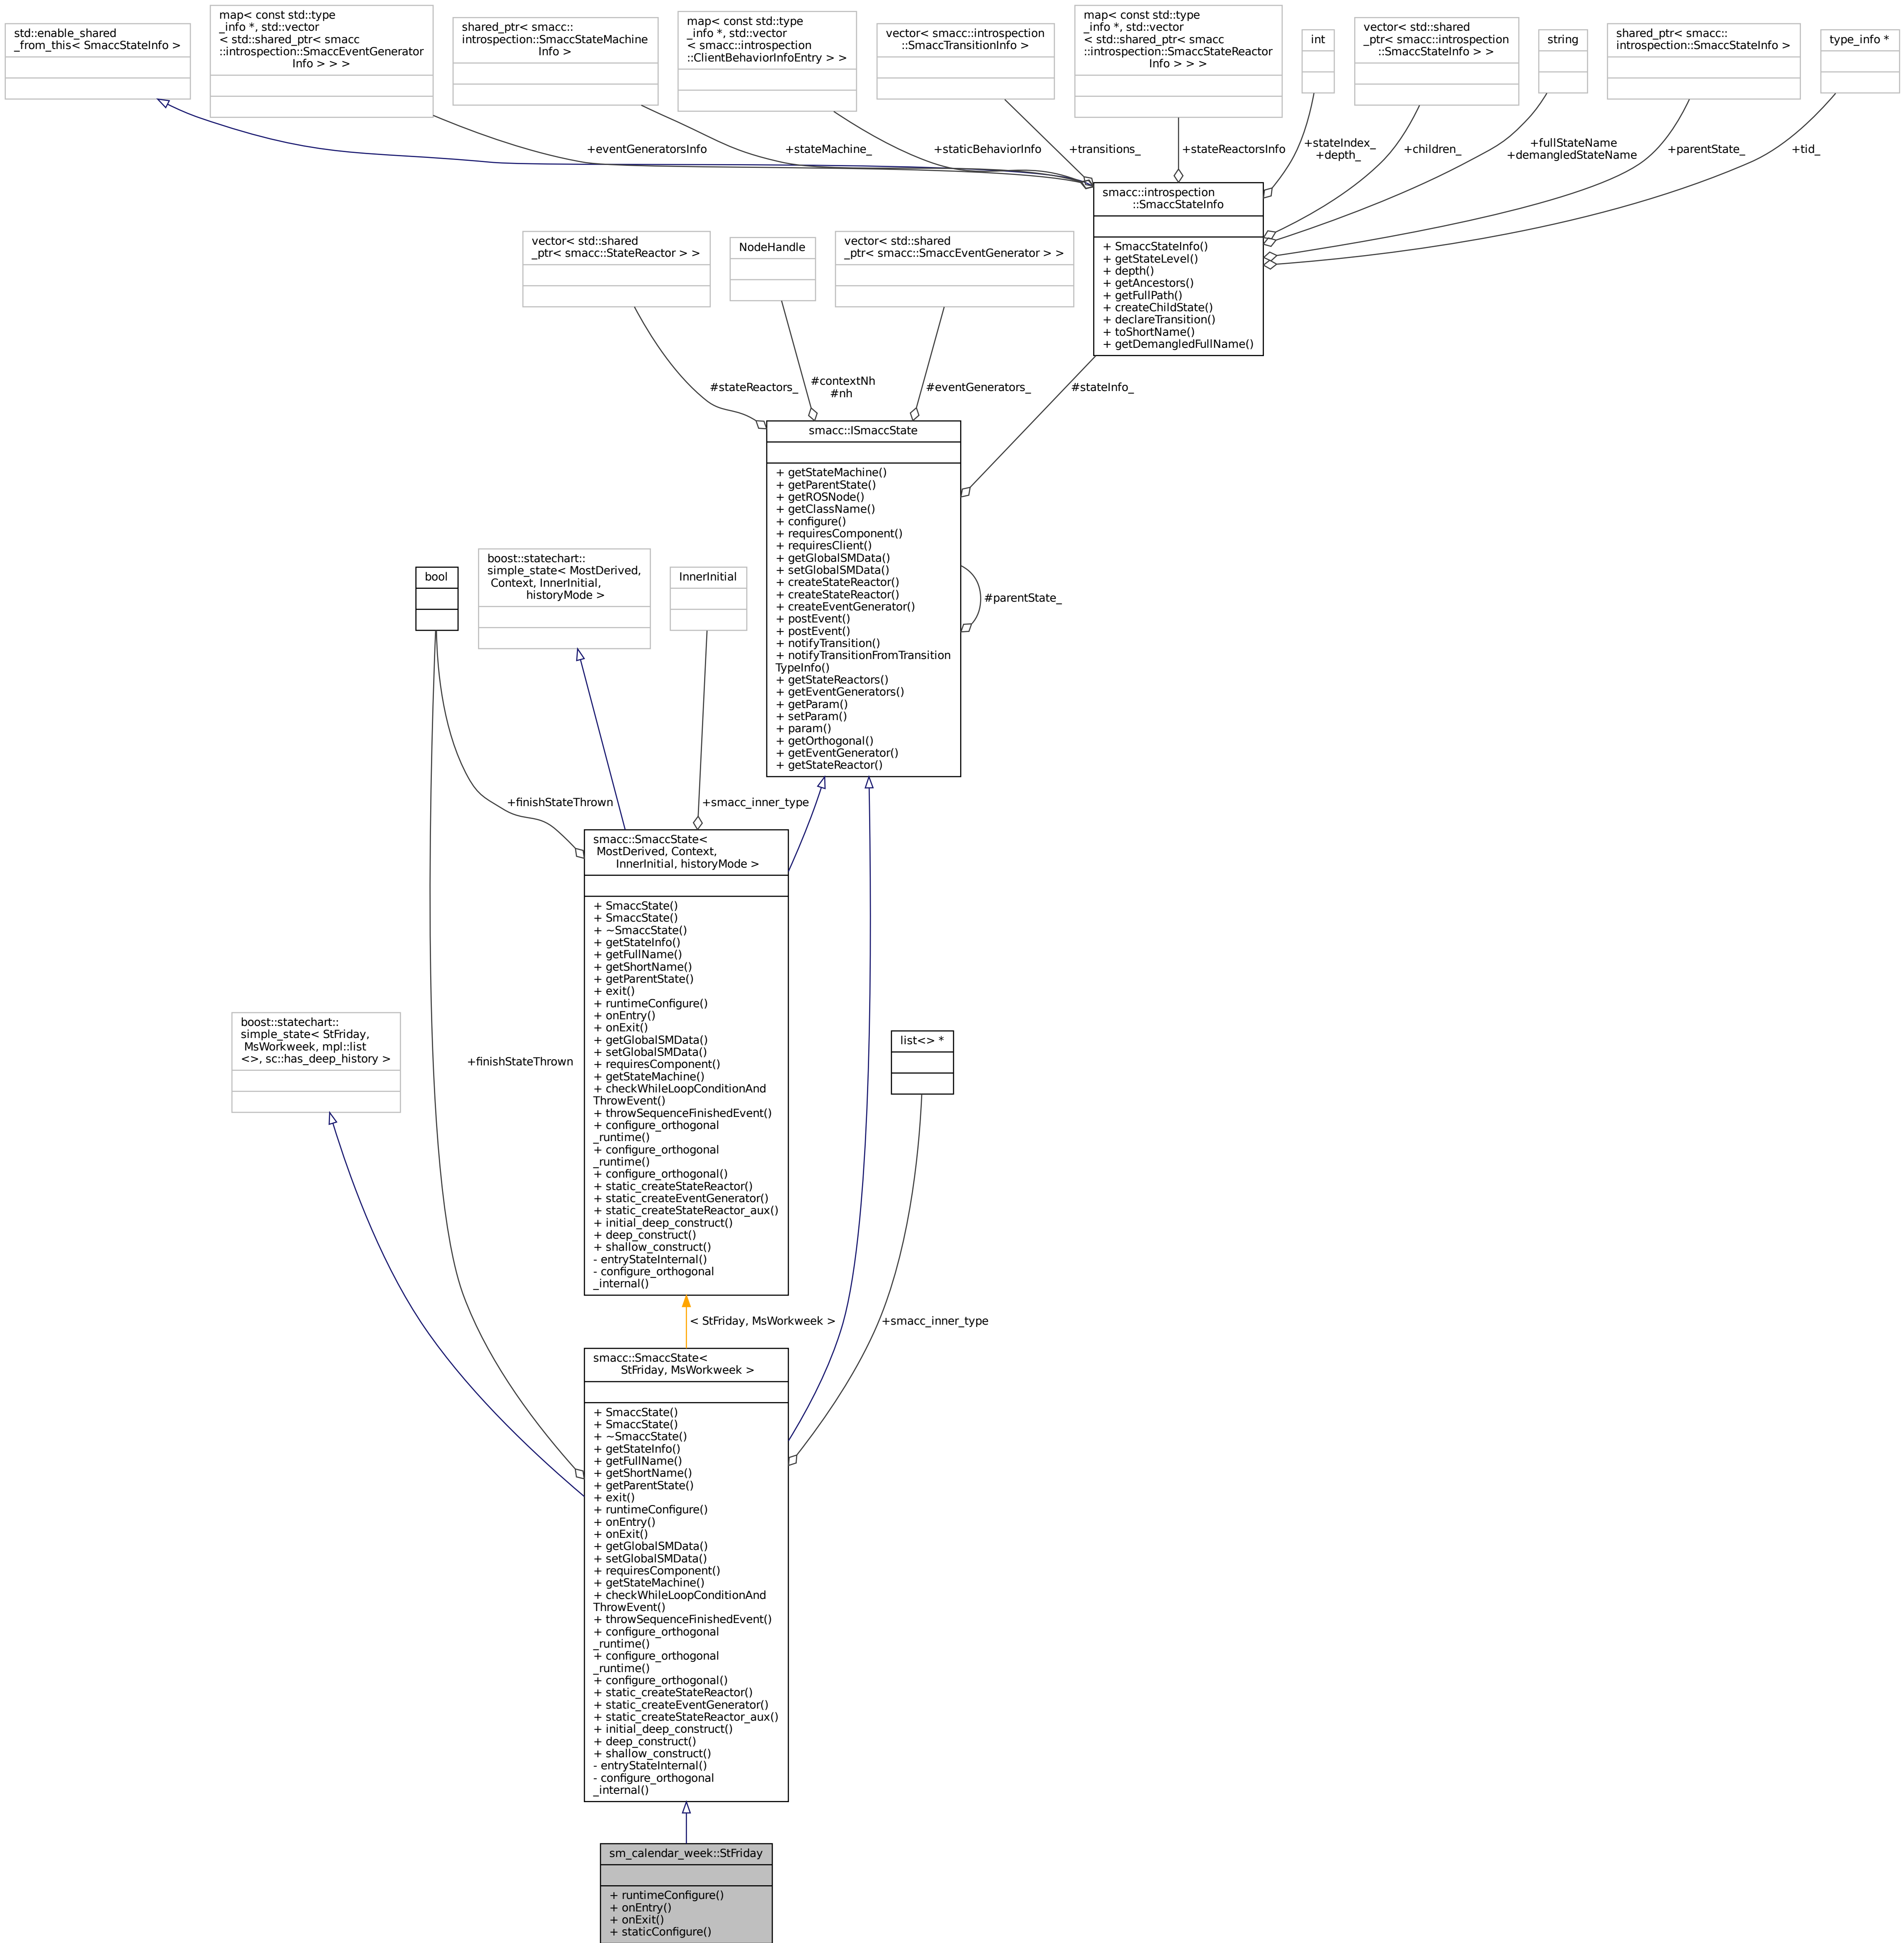 std::enable_shared
_from_this< SmaccStateInfo >
map< const std::type
_info *, std::vector
< std::shared_ptr< smacc
::introspection::SmaccEventGenerator
Info > > >
shared_ptr< smacc::
introspection::SmaccStateMachine
Info >
map< const std::type
_info *, std::vector
< smacc::introspection
::ClientBehaviorInfoEntry > >
vector< smacc::introspection
::SmaccTransitionInfo >
map< const std::type
_info *, std::vector
< std::shared_ptr< smacc
::introspection::SmaccStateReactor
Info > > >
int
vector< std::shared
_ptr< smacc::introspection
::SmaccStateInfo > >
string
shared_ptr< smacc::
introspection::SmaccStateInfo >
type_info *
+eventGeneratorsInfo
+stateMachine_
+staticBehaviorInfo
+transitions_
+stateReactorsInfo
+stateIndex_
+depth_
+children_
+fullStateName
+demangledStateName
+parentState_
+tid_
smacc::introspection
::SmaccStateInfo
+ SmaccStateInfo()
+ getStateLevel()
+ depth()
+ getAncestors()
+ getFullPath()
+ createChildState()
+ declareTransition()
+ toShortName()
+ getDemangledFullName()
vector< std::shared
_ptr< smacc::StateReactor > >
NodeHandle
vector< std::shared
_ptr< smacc::SmaccEventGenerator > >
#stateReactors_
#contextNh
#nh
#eventGenerators_
#stateInfo_
smacc::ISmaccState
+ getStateMachine()
+ getParentState()
+ getROSNode()
+ getClassName()
+ configure()
+ requiresComponent()
+ requiresClient()
+ getGlobalSMData()
+ setGlobalSMData()
+ createStateReactor()
+ createStateReactor()
+ createEventGenerator()
+ postEvent()
+ postEvent()
+ notifyTransition()
+ notifyTransitionFromTransition
TypeInfo()
+ getStateReactors()
+ getEventGenerators()
+ getParam()
+ setParam()
+ param()
+ getOrthogonal()
+ getEventGenerator()
+ getStateReactor()
#parentState_
bool
boost::statechart::
simple_state< MostDerived,
Context, InnerInitial,
historyMode >
InnerInitial
+finishStateThrown
+smacc_inner_type
smacc::SmaccState<
MostDerived, Context,
InnerInitial, historyMode >
+ SmaccState()
+ SmaccState()
+ ~SmaccState()
+ getStateInfo()
+ getFullName()
+ getShortName()
+ getParentState()
+ exit()
+ runtimeConfigure()
+ onEntry()
+ onExit()
+ getGlobalSMData()
+ setGlobalSMData()
+ requiresComponent()
+ getStateMachine()
+ checkWhileLoopConditionAnd
ThrowEvent()
+ throwSequenceFinishedEvent()
+ configure_orthogonal
_runtime()
+ configure_orthogonal
_runtime()
+ configure_orthogonal()
+ static_createStateReactor()
+ static_createEventGenerator()
+ static_createStateReactor_aux()
+ initial_deep_construct()
+ deep_construct()
+ shallow_construct()
- entryStateInternal()
- configure_orthogonal
_internal()
boost::statechart::
simple_state< StFriday,
MsWorkweek, mpl::list
<>, sc::has_deep_history >
+finishStateThrown
list<> *
< StFriday, MsWorkweek >
+smacc_inner_type
smacc::SmaccState<
StFriday, MsWorkweek >
+ SmaccState()
+ SmaccState()
+ ~SmaccState()
+ getStateInfo()
+ getFullName()
+ getShortName()
+ getParentState()
+ exit()
+ runtimeConfigure()
+ onEntry()
+ onExit()
+ getGlobalSMData()
+ setGlobalSMData()
+ requiresComponent()
+ getStateMachine()
+ checkWhileLoopConditionAnd
ThrowEvent()
+ throwSequenceFinishedEvent()
+ configure_orthogonal
_runtime()
+ configure_orthogonal
_runtime()
+ configure_orthogonal()
+ static_createStateReactor()
+ static_createEventGenerator()
+ static_createStateReactor_aux()
+ initial_deep_construct()
+ deep_construct()
+ shallow_construct()
- entryStateInternal()
- configure_orthogonal
_internal()
sm_calendar_week::StFriday
+ runtimeConfigure()
+ onEntry()
+ onExit()
+ staticConfigure()